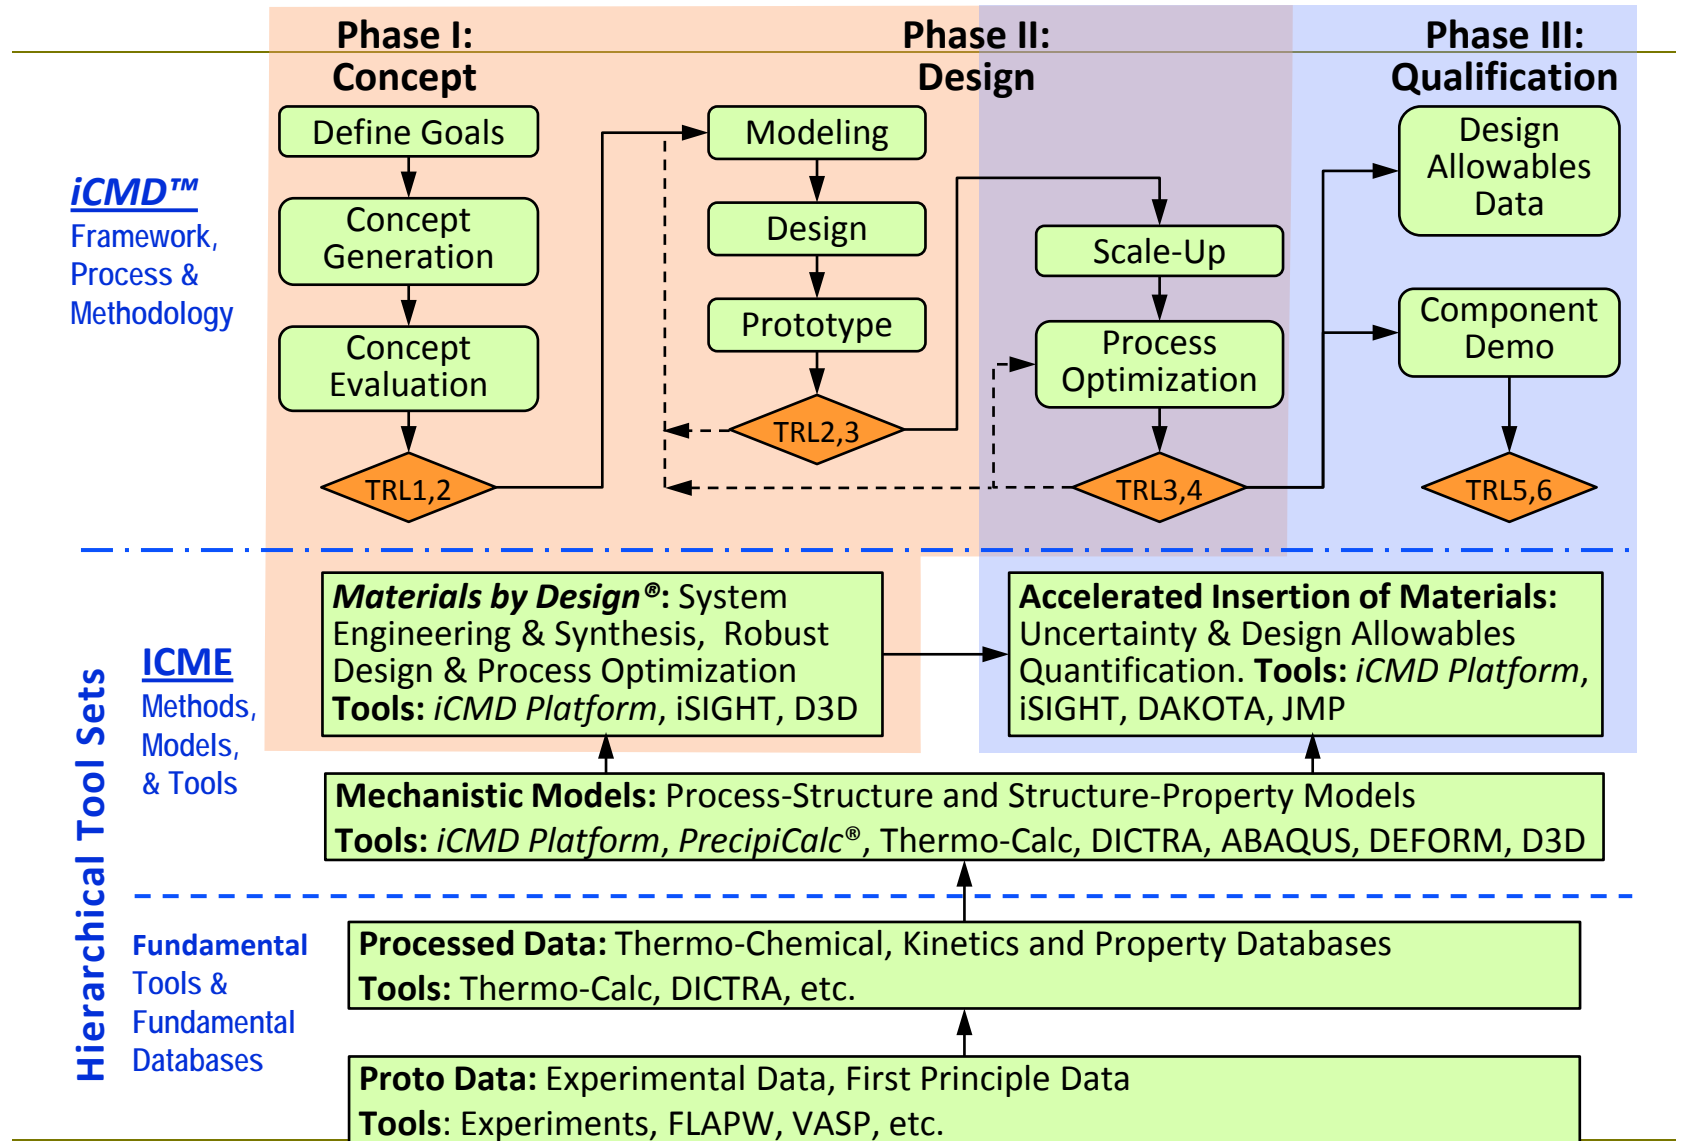 Phase I:
Concept
Phase II:
Design
Phase III:
Qualification
iCMD™
Framework,
Process &
Methodology
Define Goals
Concept
Generation
Concept
Evaluation
TRL1,2
Modeling
Design
Prototype
TRL2,3
Scale-Up
Process
Optimization
TRL3,4
Design
Allowables
Data
Component
Demo
TRL5,6
Hierarchical Tool Sets
ICME
Methods,
Models,
& Tools
Materials by Design®: System
Engineering & Synthesis, Robust
Design & Process Optimization
Tools: iCMD Platform, iSIGHT, D3D
Accelerated Insertion of Materials:
Uncertainty & Design Allowables
Quantification. Tools: iCMD Platform,
iSIGHT, DAKOTA, JMP
Mechanistic Models: Process-Structure and Structure-Property Models
Tools: iCMD Platform, PrecipiCalc®, Thermo-Calc, DICTRA, ABAQUS, DEFORM, D3D
Fundamental
Tools &
Fundamental
Databases
Processed Data: Thermo-Chemical, Kinetics and Property Databases
Tools: Thermo-Calc, DICTRA, etc.
Proto Data: Experimental Data, First Principle Data
Tools: Experiments, FLAPW, VASP, etc.